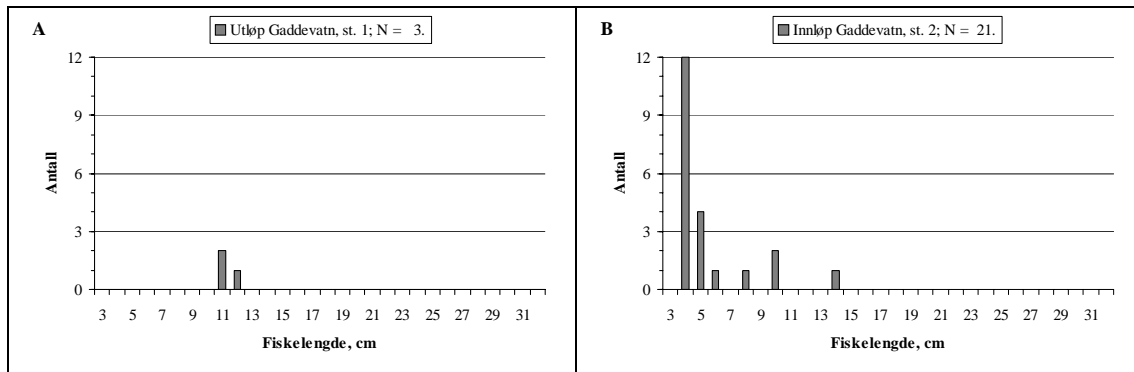 A
Utløp Gaddevatn, st. 1; N = 3.
12
9
6
3
0
Antall
3 5 7 9 11 13 15 17 19 21 23 25 27 29 31
Fiskelengde, cm
B
Innløp Gaddevatn, st. 2; N = 21.
12
9
6
3
0
Antall
3 5 7 9 11 13 15 17 19 21 23 25 27 29 31
Fiskelengde, cm